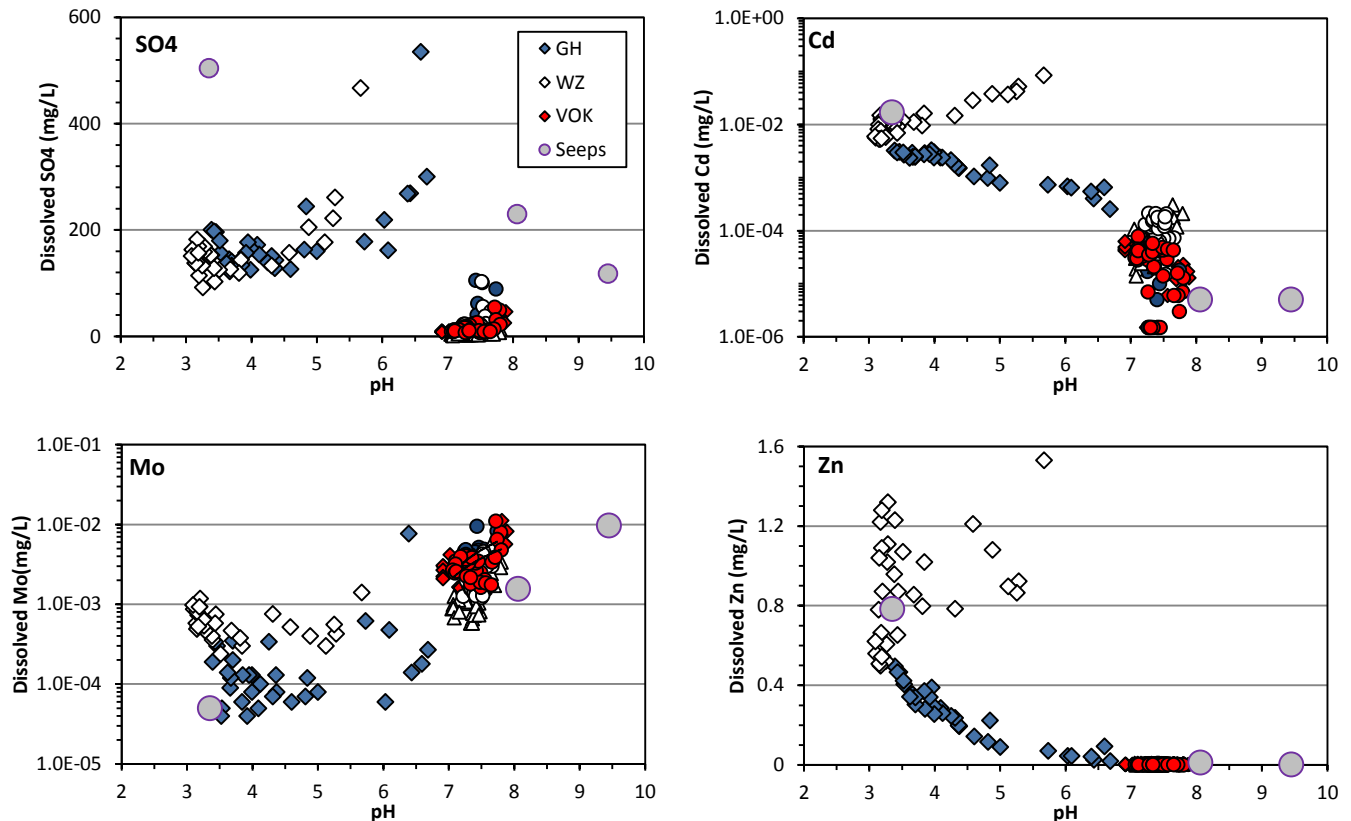 SO4
Dissolved SO4 (mg/L)
600
400
200
0
2 3 4 5 6 7 8 9 10
pH
GH
WZ
VOK
Seeps
Cd
Dissolved Cd (mg/L)
1.0E+00
1.0E-02
1.0E-04
1.0E-06
2 3 4 5 6 7 8 9 10
pH
Mo
Dissolved Mo(mg/L)
1.0E-01
1.0E-02
1.0E-03
1.0E-04
1.0E-05
2 3 4 5 6 7 8 9 10
pH
Zn
Dissolved Zn (mg/L)
1.6
1.2
0.8
0.4
0
2 3 4 5 6 7 8 9 10
pH